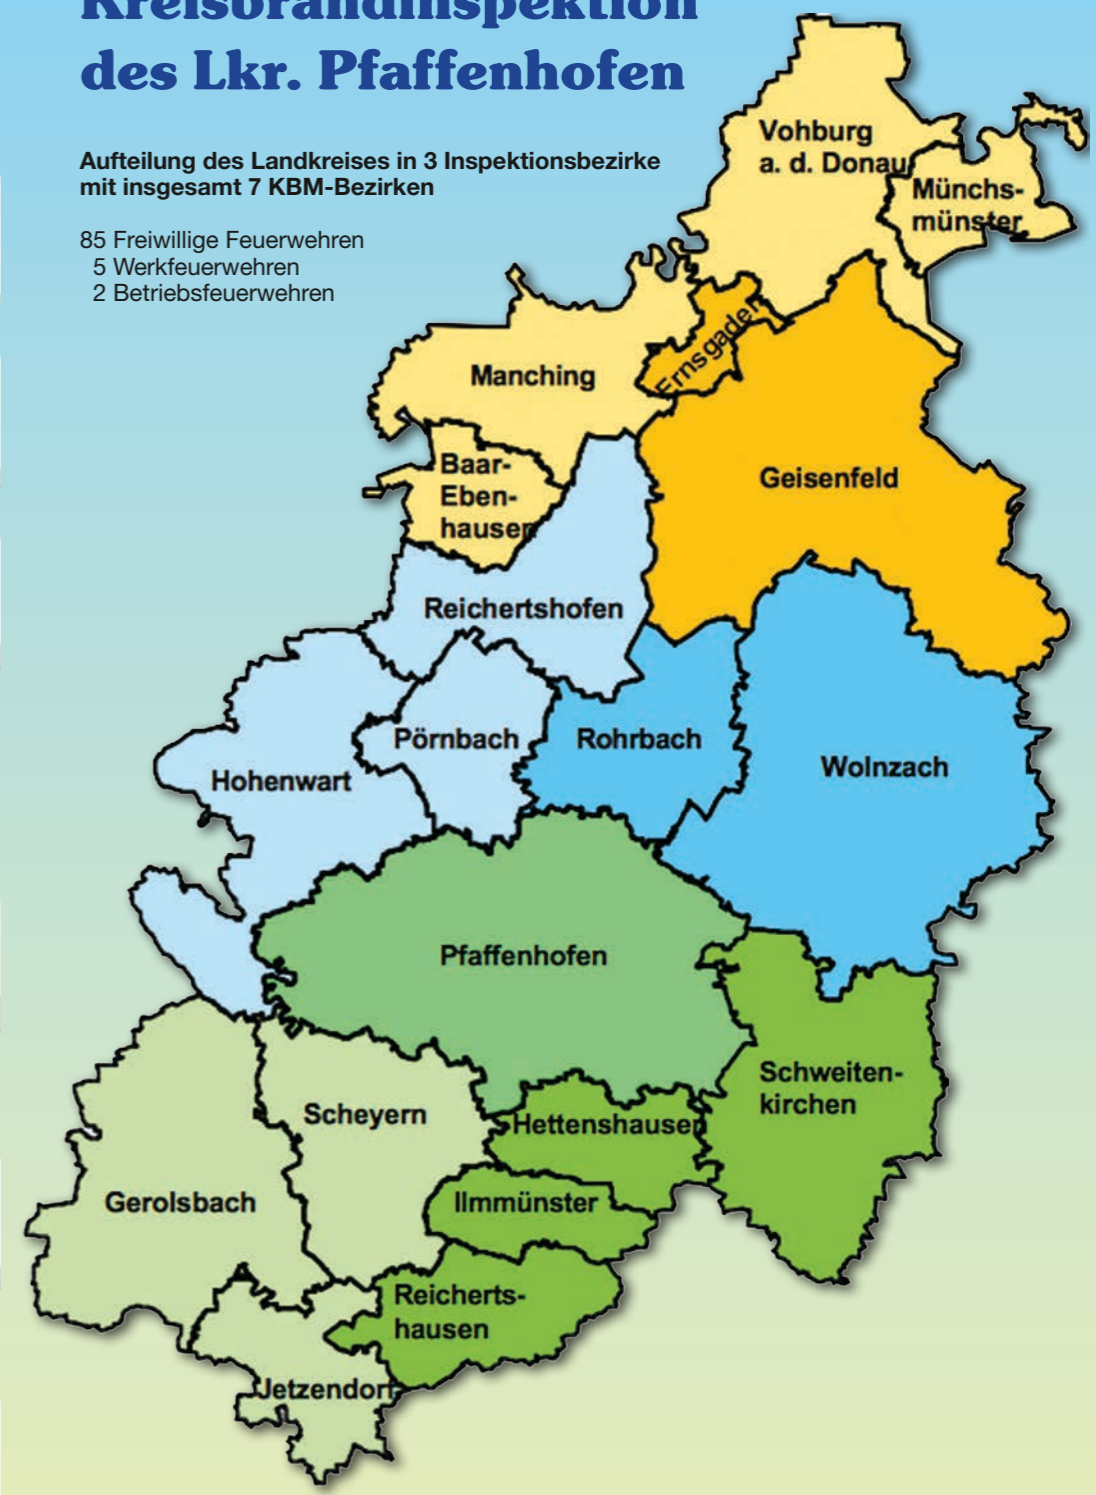 Kreisbrandinspektion
des Lkr. Pfaffenhofen
Aufteilung des Landkreises in 3 Inspektionsbezirke
mit insgesamt 7 KBM-Bezirken
85 Freiwillige Feuerwehren
5 Werkfeuerwehren
2 Betriebsfeuerwehren
Vohburg
a. d. Donau
Münchs-
münster
Ernsgaden
Manching
Baar-
Eben-
hausen
Geisenfeld
Reichertshofen
Pörnbach
Rohrbach
Wolnzach
Hohenwart
Pfaffenhofen
Schweiten-
kirchen
Scheyern
Hettenshausen
Gerolsbach
Ilmmünster
Reicherts-
hausen
Jetzendorf